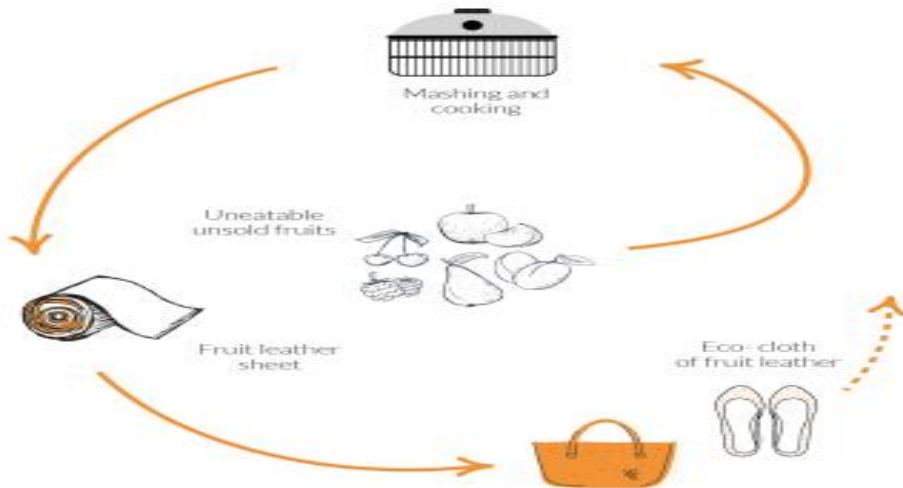 Mashing and
cooking
Uneatable
unsold fruits
Fruit leather
sheet
Eco- cloth
of fruit leather